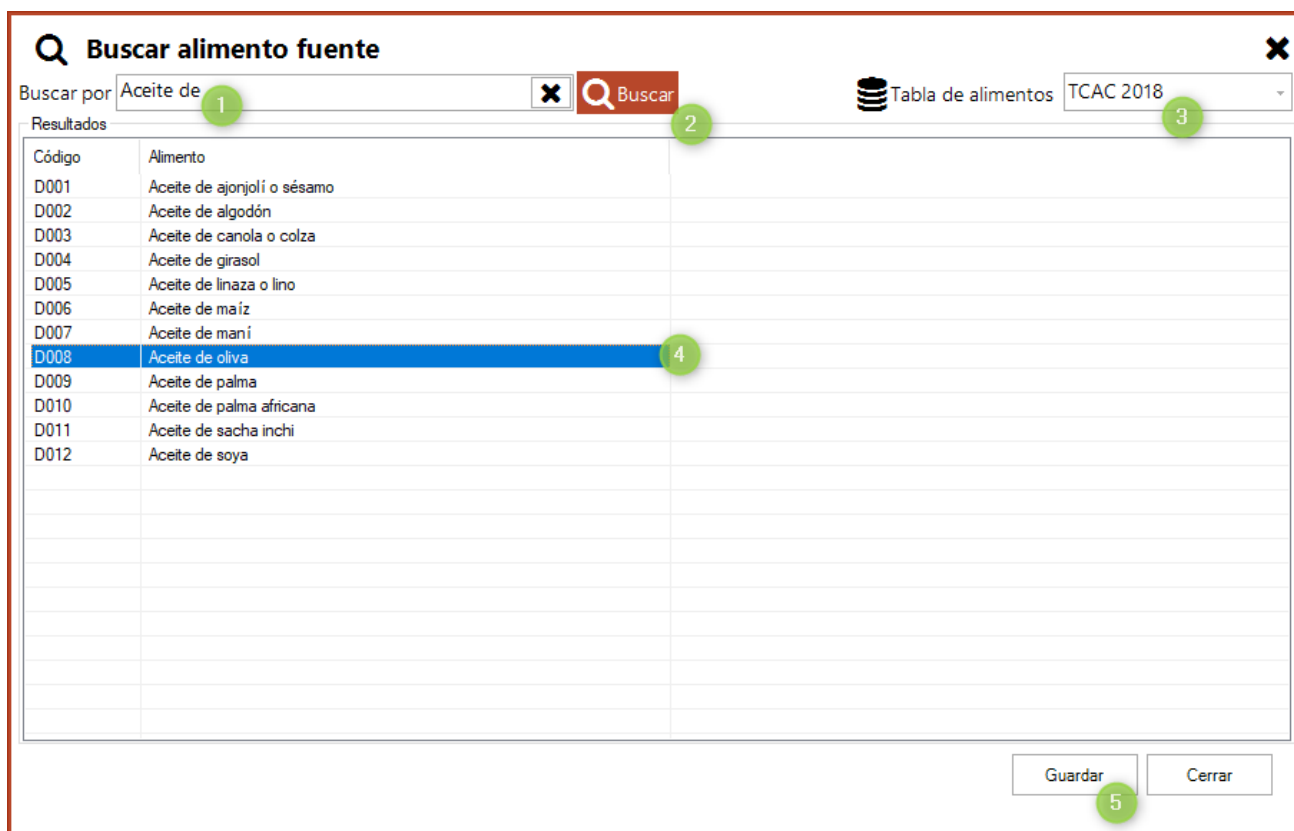 Buscar alimento fuente
Buscar por Aceite de Buscar Tabla de alimentos TCAC 2018
1
2
3
Resultados
Código Alimento
D001 Aceite de ajonjolí o sésamo
D002 Aceite de algodón
D003 Aceite de canola o colza
D004 Aceite de girasol
D005 Aceite de linaza o lino
D006 Aceite de maíz
D007 Aceite de maní
D008 Aceite de oliva 4
D009 Aceite de palma
D010 Aceite de palma africana
D011 Aceite de sacha inchi
D012 Aceite de soya
Guardar Cerrar
5